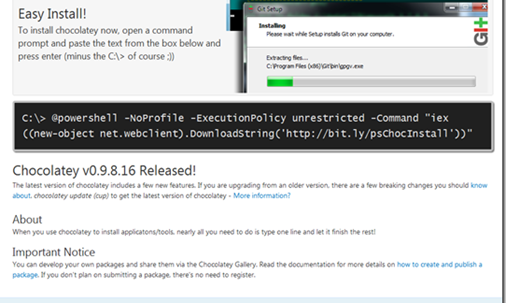 Easy Install!
To install chocolatey now, open a command
prompt and paste the text from the box below and
press enter (minus the C:\> of course ;))
Git Setup
Installing
Please wait while Setup installs Git on your computer.
Extracting files...
C:\Program Files (x86)\Git\bin\gpgv.exe
git
C:\> @powershell -NoProfile -ExecutionPolicy unrestricted -Command "iex
((new-object net.webclient).DownloadString('http://bit.ly/psChocInstall'))"
Chocolatey v0.9.8.16 Released!
The latest version of chocolatey includes a few new features. If you are upgrading from an older version, there are a few breaking changes you should know
about. chocolatey update (cup) to get the latest version of chocolatey - More information?
About
When you use chocolatey to install applicatons/tools, nearly all you need to do is type one line and let it finish the rest!
Important Notice
You can develop your own packages and share them via the Chocolatey Gallery. Read the documentation for more details on how to create and publish a
package. If you don't plan on submitting a package, there's no need to register.